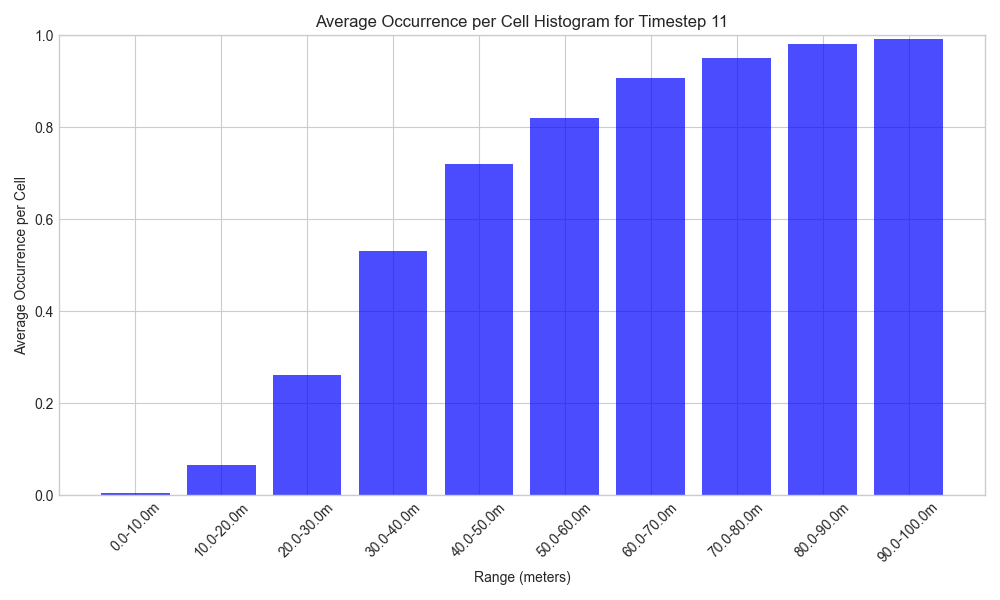 Average Occurrence per Cell Histogram for Timestep 11
Average Occurrence per Cell
1.0
0.8
0.6
0.4
0.2
0.0
0.0-10.0m
10.0-20.0m
20.0-30.0m
30.0-40.0m
40.0-50.0m
50.0-60.0m
60.0-70.0m
70.0-80.0m
80.0-90.0m
90.0-100.0m
Range (meters)